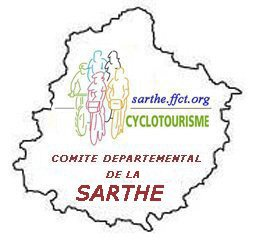 sarthe.ffct.org
CYCLOTOURISME
COMITE DEPARTEMENTAL
DE LA
SARTHE